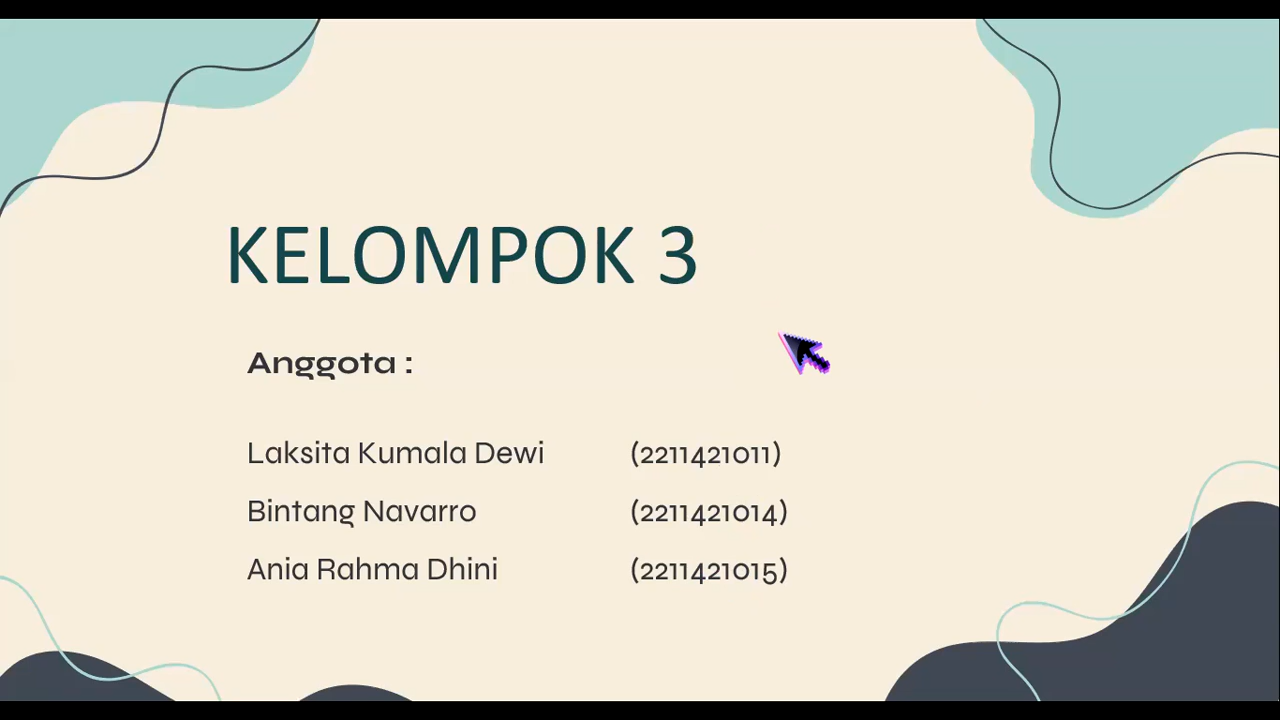 KELOMPOK 3
Anggota :
Laksita Kumala Dewi (2211421011)
Bintang Navarro (2211421014)
Ania Rahma Dhini (2211421015)